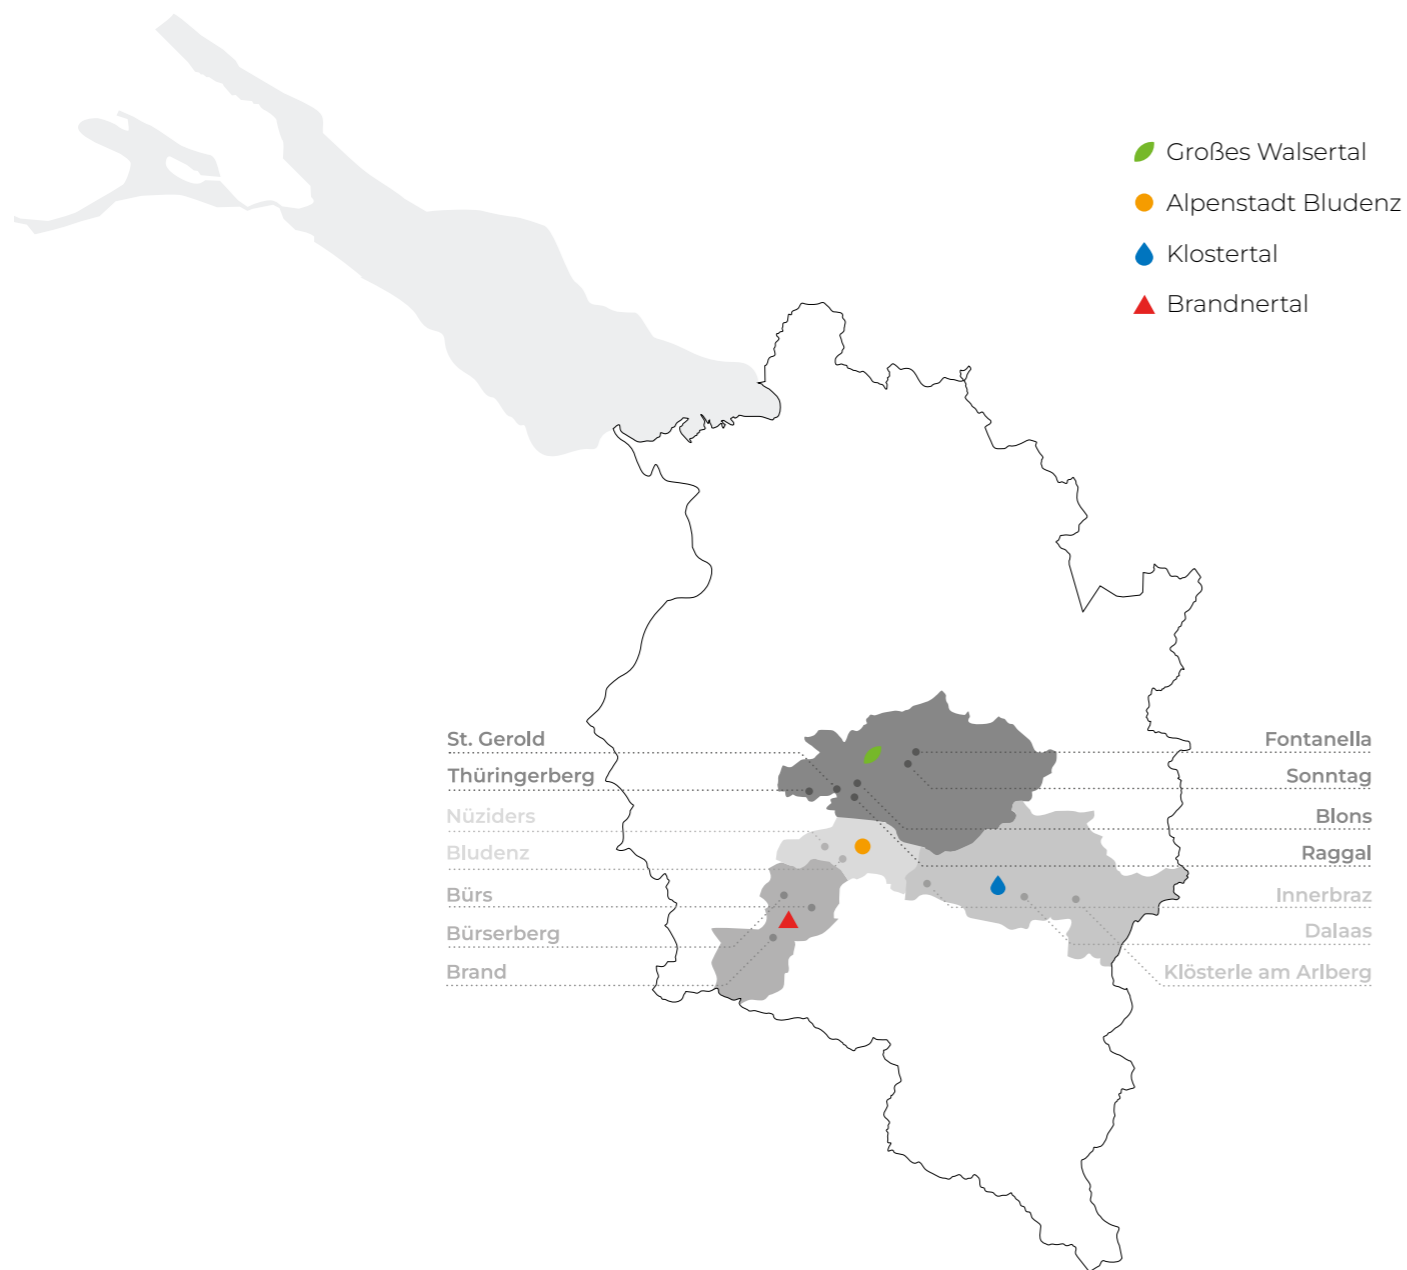 Großes Walsertal
Alpenstadt Bludenz
Klostertal
Brandnertal
St. Gerold
Thüringerberg
Nüziders
Bludenz
Bürs
Bürserberg
Brand
Fontanella
Sonntag
Blons
Raggal
Innerbraz
Dalaas
Klösterle am Arlberg